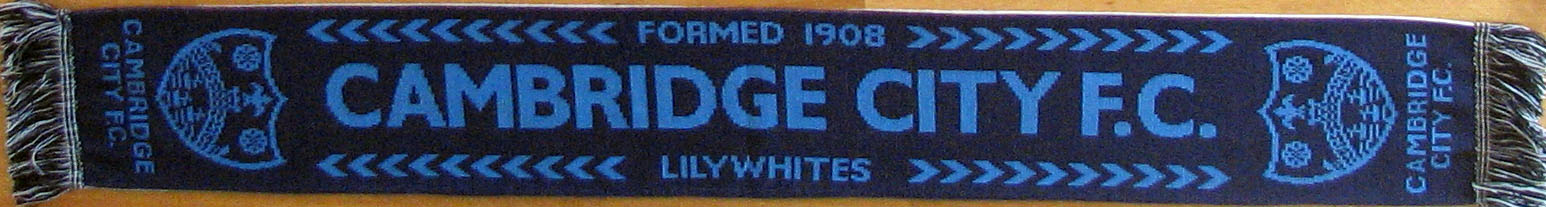 CAMBRIDGE
CITY F.C.
FORMED 1908
CAMBRIDGE CITY F.C.
LILYWHITES
CAMBRIDGE
CITY F.C.